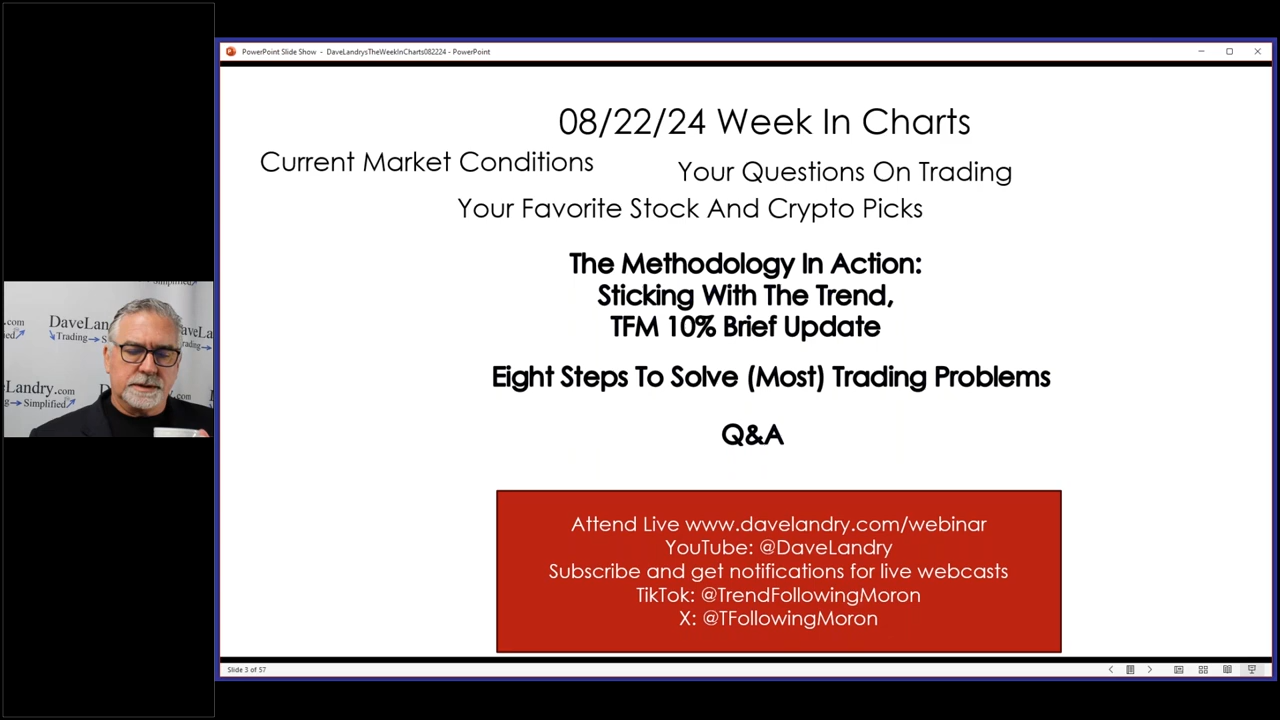 PowerPoint Slide Show - DaveLandrysTheWeekInCharts082224 - PowerPoint
08/22/24 Week In Charts
Current Market Conditions
Your Questions On Trading
Your Favorite Stock And Crypto Picks
The Methodology In Action:
Sticking With The Trend,
TFM 10% Brief Update
Eight Steps To Solve (Most) Trading Problems
Q&A
Attend Live www.davelandry.com/webinar
YouTube: @DaveLandry
Subscribe and get notifications for live webcasts
TikTok: @TrendFollowingMoron
X: @TFollowingMoron
Slide 3 of 57
.com
DaveLan
Trading
Landry.com
Simplified